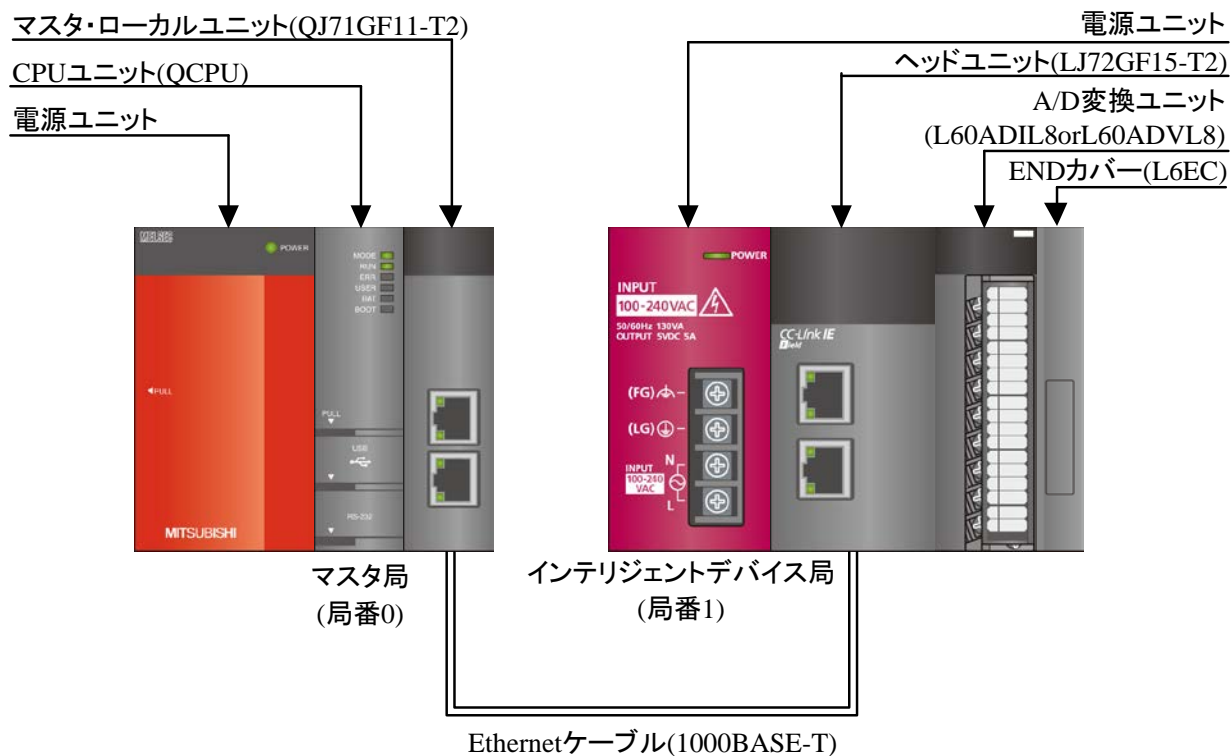 マスタ・ローカルユニット(QJ71GF11-T2)
CPUユニット(QCPU)
電源ユニット
電源ユニット
ヘッドユニット(LJ72GF15-T2)
A/D変換ユニット
(L60ADIL8orL60ADVL8)
ENDカバー(L6EC)
MELSEC
POWER
MODE
RUN
ERR
USER
BAT
BOOT
◀PULL
PULL
▼
USB
▼
RS-232
▼
MITSUBISHI
POWER
INPUT
100-240VAC
50/60Hz 130VA
OUTPUT 5VDC 5A
(FG)
(LG)
N
INPUT
100-240
VAC
L
CC-Link IE
Field
マスタ局
(局番0)
インテリジェントデバイス局
(局番1)
Ethernetケーブル(1000BASE-T)